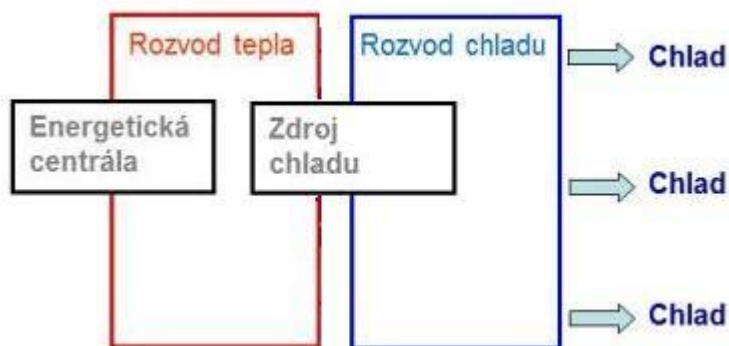 Rozvod tepla
Rozvod chladu
Chlad
Energetická
centrála
Zdroj
chladu
Chlad
Chlad